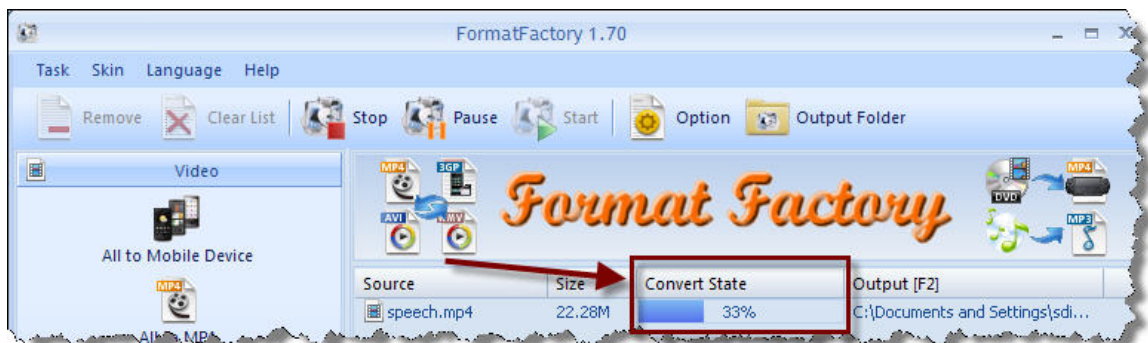 FormatFactory 1.70
Task Skin Language Help
Remove Clear List Stop Pause Start Option Output Folder
Video
MP4 3GP
AVI WMV
Format Factory
DVD MP4
MP3
All to Mobile Device
MP4
Source Size Convert State Output [F2]
speech.mp4 22.28M 33% C:\Documents and Settings\sdi...